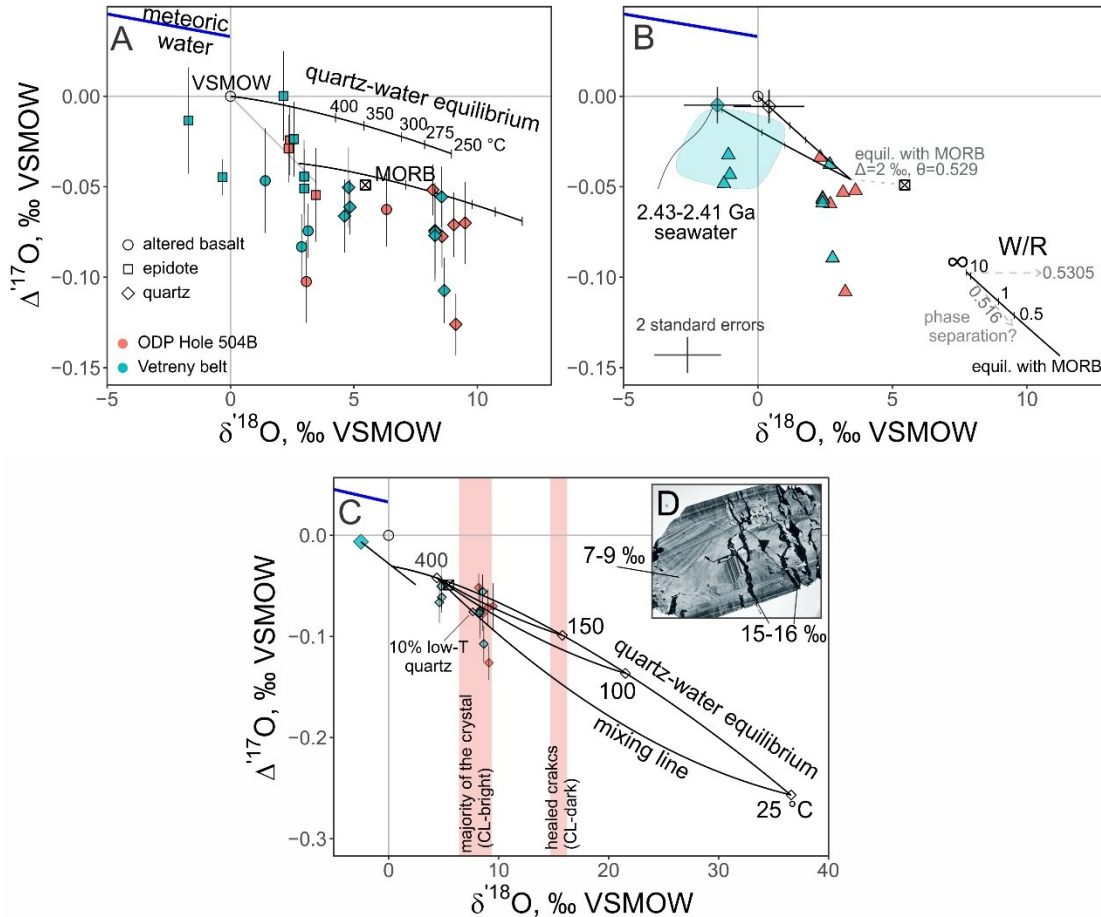 A
meteoric
water
VSMOW
quartz-water equilibrium
400
350
300
275
250 °C
MORB
altered basalt
epidote
quartz
ODP Hole 504B
Vetreny belt
0.00
−0.05
−0.10
−0.15
Δ'¹⁷O, ‰ VSMOW
−5
0
5
10
δ'¹⁸O, ‰ VSMOW
B
equil. with MORB
Δ=2 ‰, θ=0.529
2.43-2.41 Ga
seawater
W/R
∞
10
0.5305
1
0.5
0.516
phase
separation?
equil. with MORB
2 standard errors
0.00
−0.05
−0.10
−0.15
−5
0
5
10
δ'¹⁸O, ‰ VSMOW
C
400
10% low-T
quartz
150
100
25 °C
quartz-water equilibrium
mixing line
majority of the crystal
(CL-bright)
healed crakcs
(CL-dark)
D
7-9 ‰
15-16 ‰
0.0
−0.1
−0.2
−0.3
Δ'¹⁷O, ‰ VSMOW
0
10
20
30
40
δ'¹⁸O, ‰ VSMOW